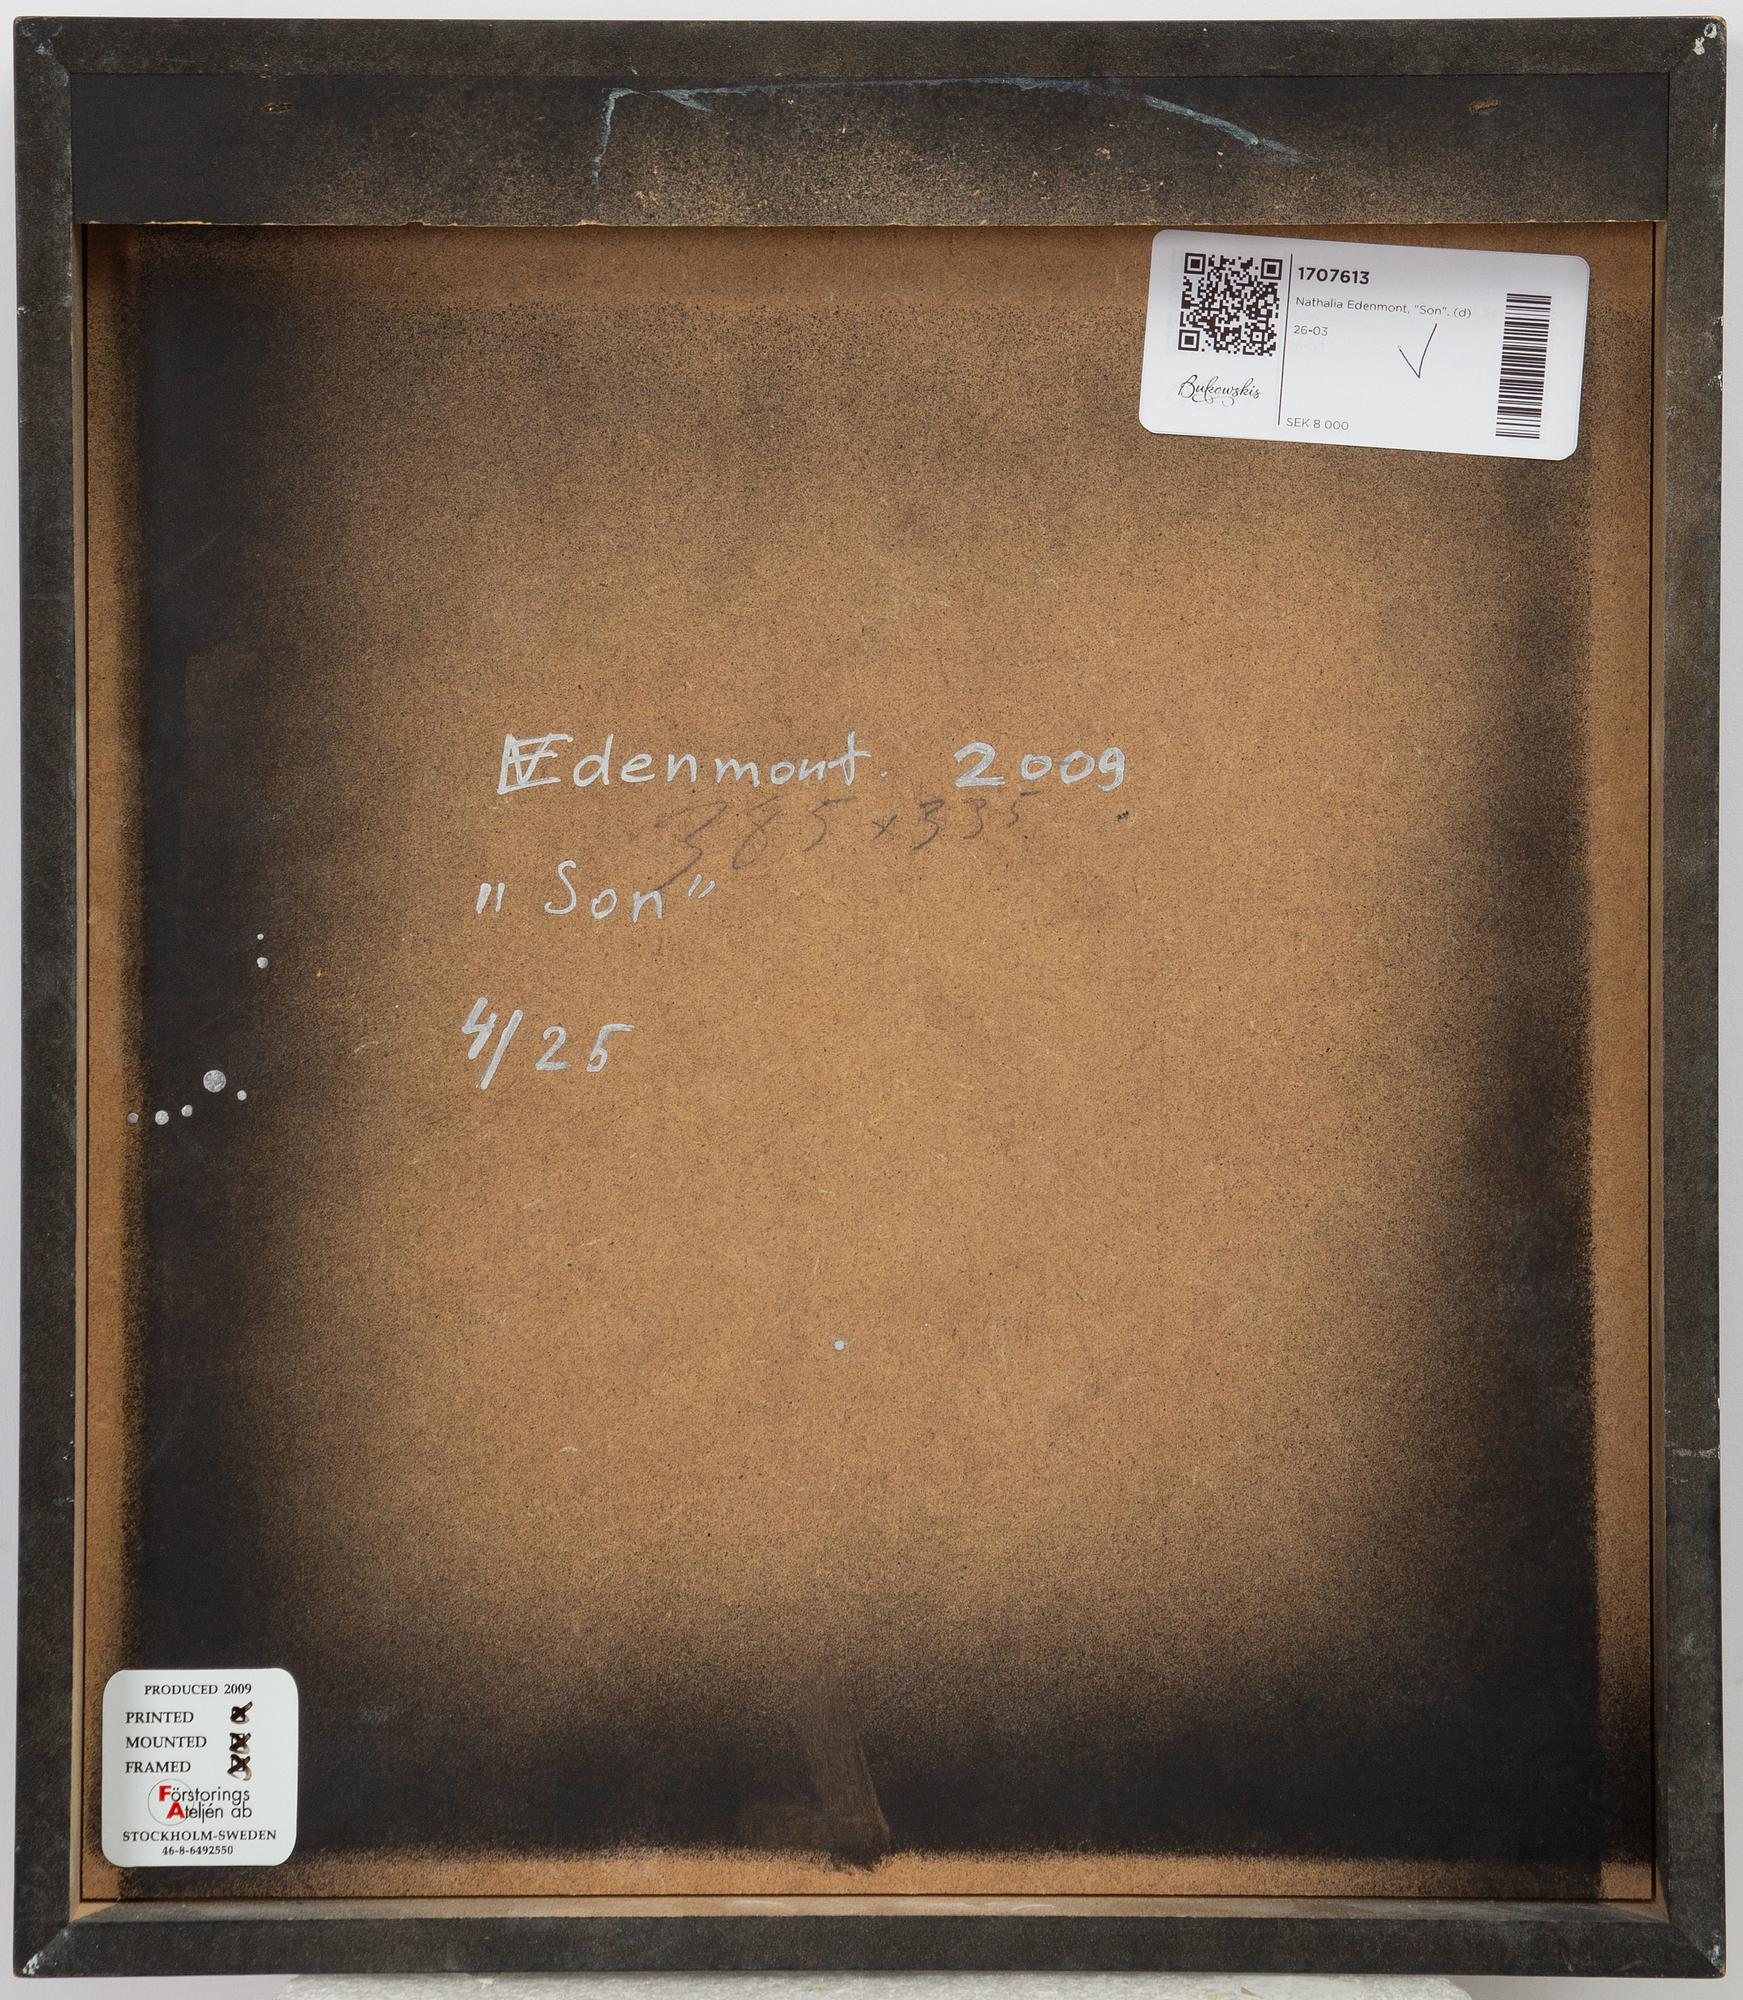 1707613
Nathalia Edenmont, "Son", (d)
26-03
Bukowskis
SEK 8 000
NEdenmont. 2009
385 x 335
" Son "
4/25
PRODUCED 2009
PRINTED
MOUNTED
FRAMED
Förstorings
Ateljén ab
STOCKHOLM-SWEDEN
46-8-6492550